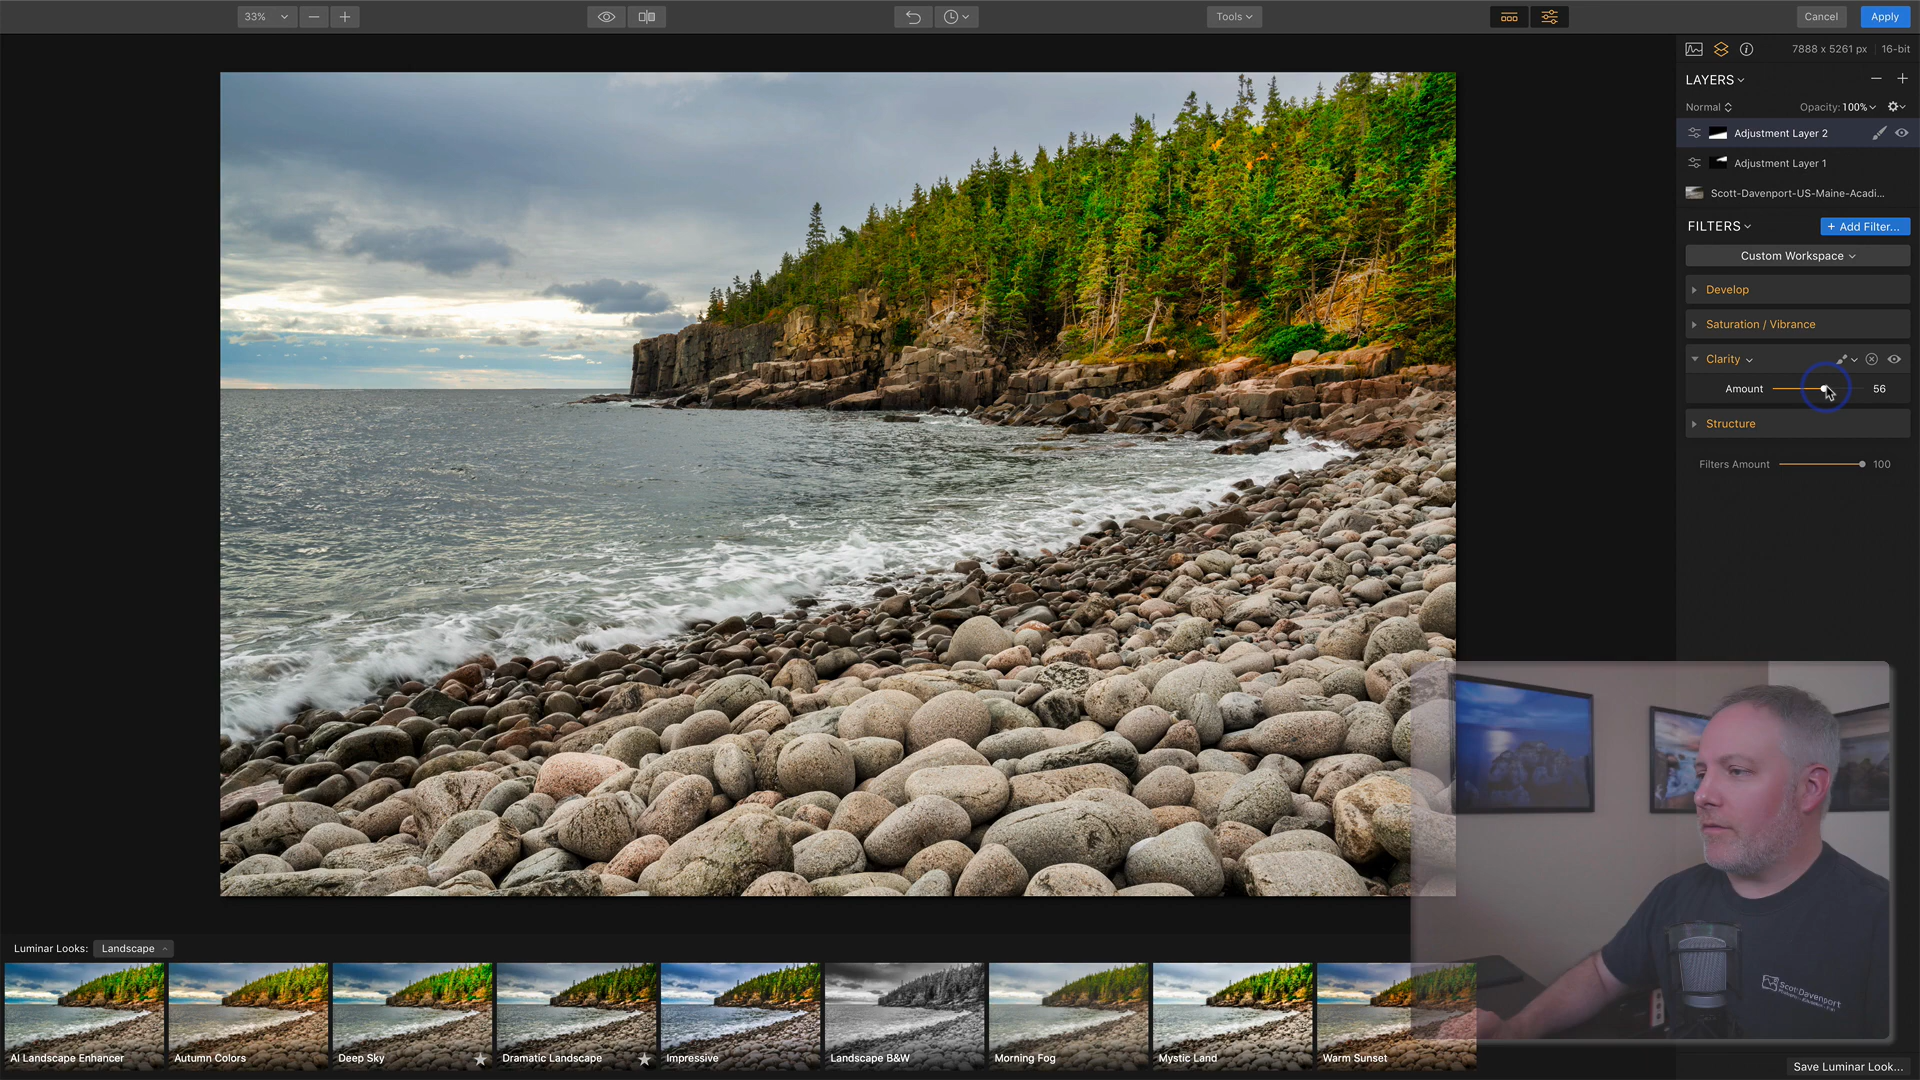 33%
Tools
Cancel
Apply
7888 x 5261 px
16-bit
LAYERS
Normal
Opacity: 100%
Adjustment Layer 2
Adjustment Layer 1
Scott-Davenport-US-Maine-Acadi...
FILTERS
+ Add Filter...
Custom Workspace
Develop
Saturation / Vibrance
Clarity
Amount
56
Structure
Filters Amount
100
Scott Davenport
Luminar Looks:
Landscape
AI Landscape Enhancer
Autumn Colors
Deep Sky
Dramatic Landscape
Impressive
Landscape B&W
Morning Fog
Mystic Land
Warm Sunset
Save Luminar Look...